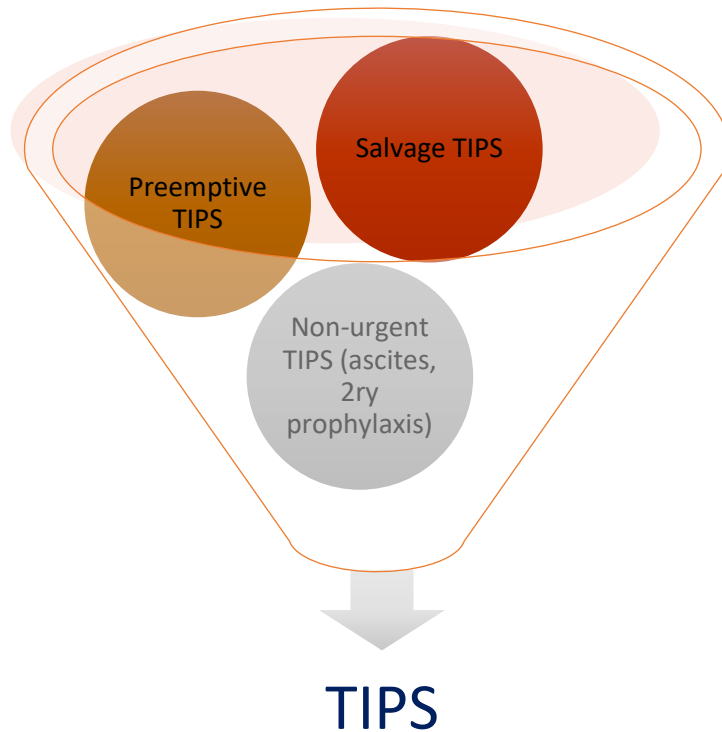 Salvage TIPS
Preemptive
TIPS
Non-urgent
TIPS (ascites,
2ry
prophylaxis)
TIPS